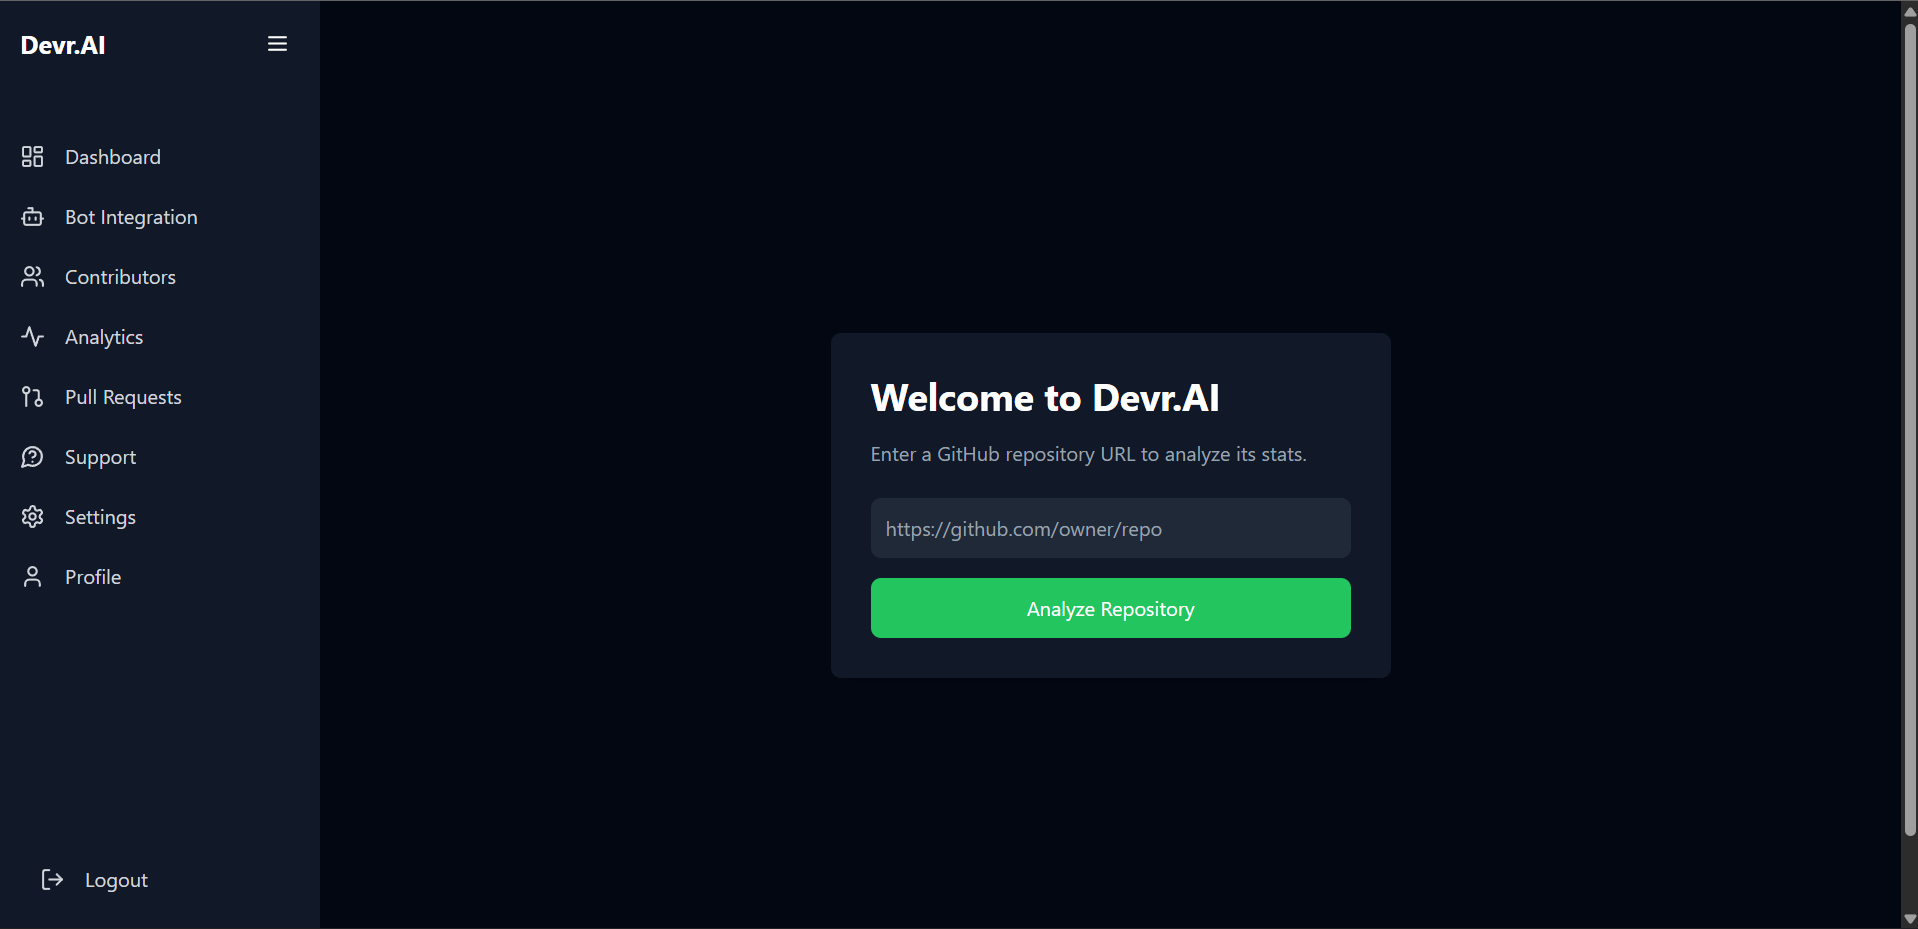 Devr.AI
Dashboard
Bot Integration
Contributors
Analytics
Pull Requests
Support
Settings
Profile
Logout
Welcome to Devr.AI
Enter a GitHub repository URL to analyze its stats.
https://github.com/owner/repo
Analyze Repository